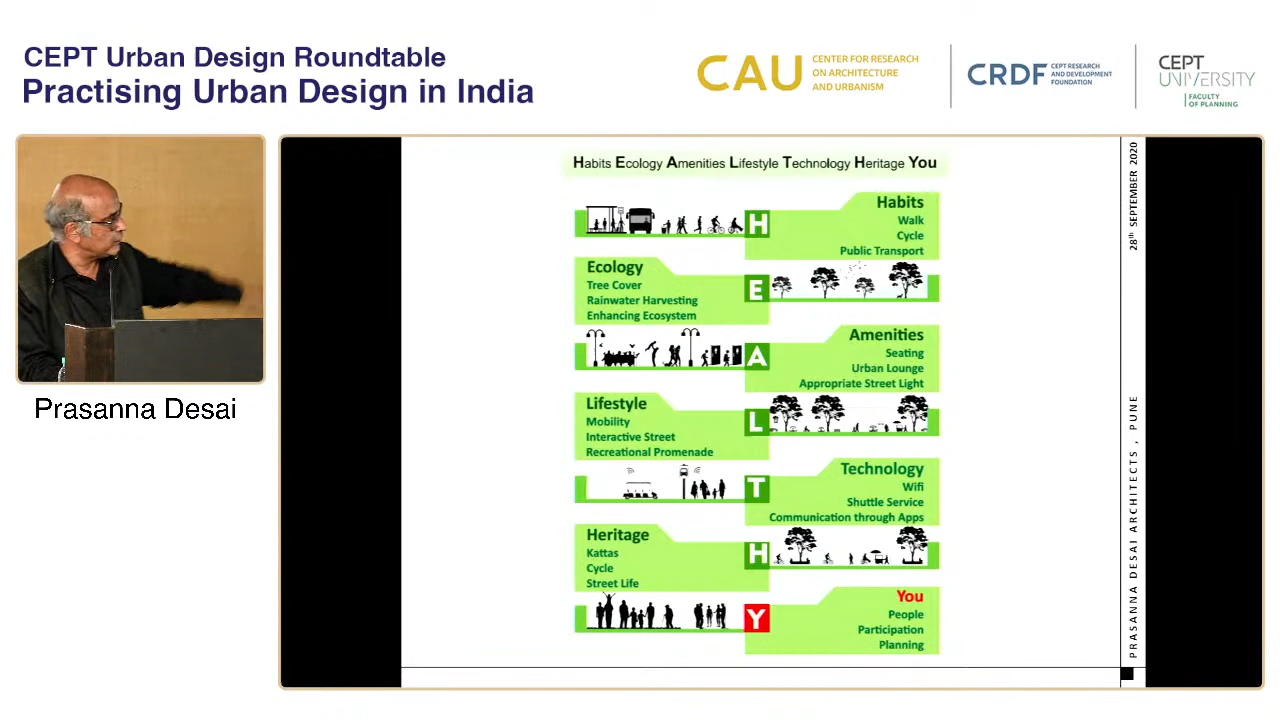 CEPT Urban Design Roundtable
Practising Urban Design in India
CAU
CENTER FOR RESEARCH
ON ARCHITECTURE
AND URBANISM
CRDF
CEPT RESEARCH
AND DEVELOPMENT
FOUNDATION
CEPT
UNIVERSITY
FACULTY
OF PLANNING
Prasanna Desai
Habits Ecology Amenities Lifestyle Technology Heritage You
H
Habits
Walk
Cycle
Public Transport
Ecology
Tree Cover
Rainwater Harvesting
Enhancing Ecosystem
E
A
Amenities
Seating
Urban Lounge
Appropriate Street Light
Lifestyle
Mobility
Interactive Street
Recreational Promenade
L
T
Technology
Wifi
Shuttle Service
Communication through Apps
Heritage
Kattas
Cycle
Street Life
H
Y
You
People
Participation
Planning
28th SEPTEMBER 2020
PRASANNA DESAI ARCHITECTS , PUNE